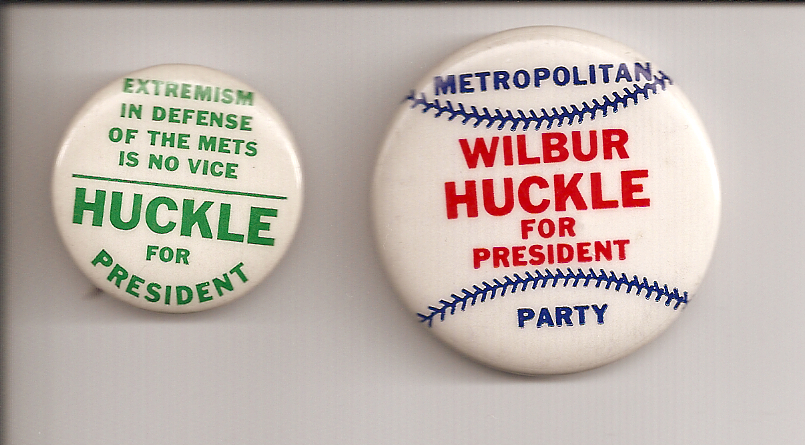 EXTREMISM
IN DEFENSE
OF THE METS
IS NO VICE
HUCKLE
FOR
PRESIDENT
METROPOLITAN
WILBUR
HUCKLE
FOR
PRESIDENT
PARTY